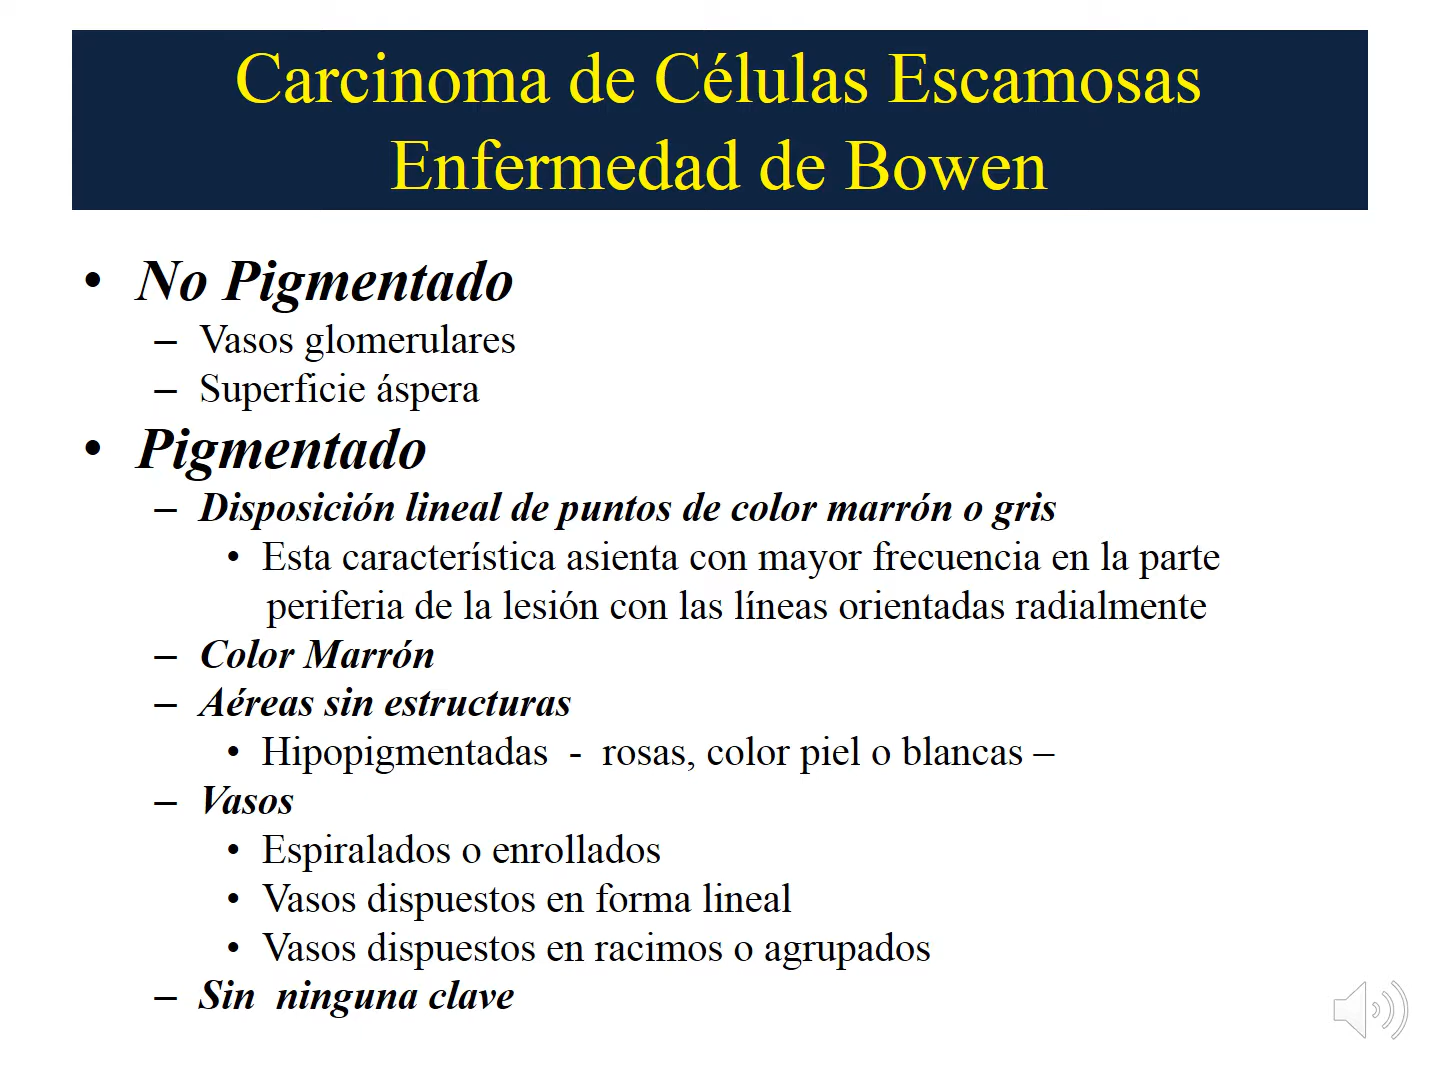 Carcinoma de Células Escamosas
Enfermedad de Bowen
• No Pigmentado
– Vasos glomerulares
– Superficie áspera
• Pigmentado
– Disposición lineal de puntos de color marrón o gris
• Esta característica asienta con mayor frecuencia en la parte
periferia de la lesión con las líneas orientadas radialmente
– Color Marrón
– Aéreas sin estructuras
• Hipopigmentadas - rosas, color piel o blancas –
– Vasos
• Espiralados o enrollados
• Vasos dispuestos en forma lineal
• Vasos dispuestos en racimos o agrupados
– Sin ninguna clave